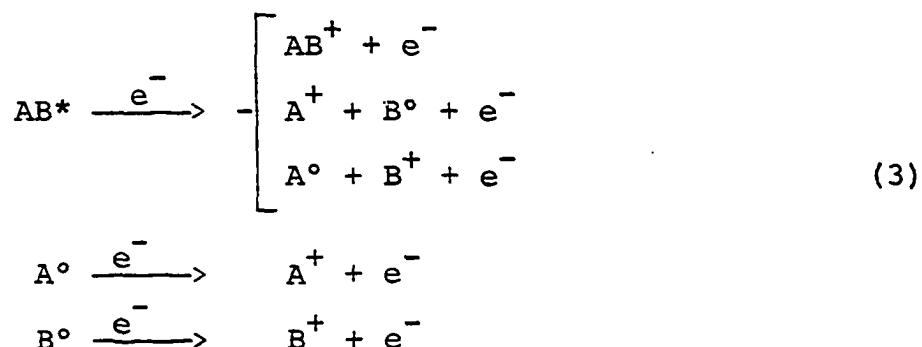 AB⁺ + e⁻
AB* —e⁻→ A⁺ + B° + e⁻
A° + B⁺ + e⁻
(3)
A° —e⁻→ A⁺ + e⁻
B° —e⁻→ B⁺ + e⁻